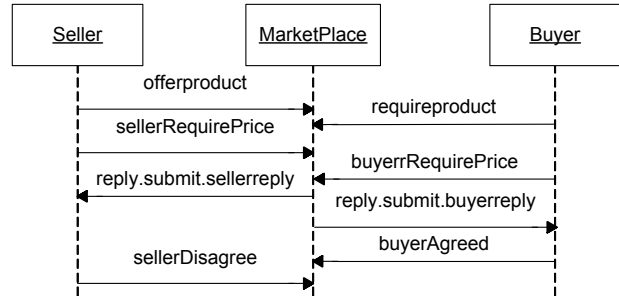 Seller
MarketPlace
Buyer
offerproduct
requireproduct
sellerRequirePrice
buyerrRequirePrice
reply.submit.sellerreply
reply.submit.buyerreply
buyerAgreed
sellerDisagree